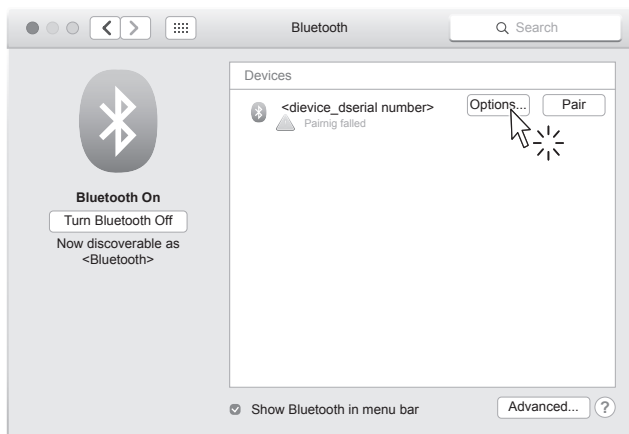 Bluetooth
Search
Devices
<dievice_dserial number>
Options...
Pair
Pairnig falled
Bluetooth On
Turn Bluetooth Off
Now discoverable as
<Bluetooth>
Show Bluetooth in menu bar
Advanced...
?